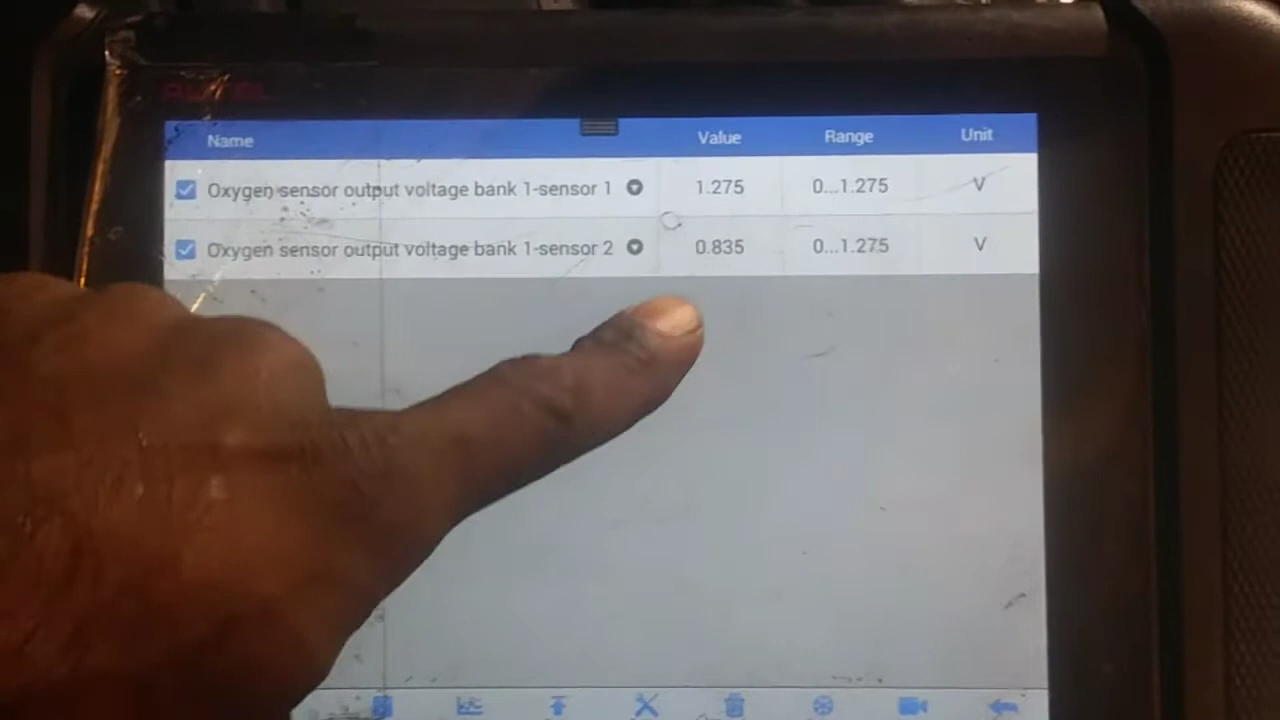 AUTEL
Name Value Range Unit
Oxygen sensor output voltage bank 1-sensor 1 1.275 0...1.275 V
Oxygen sensor output voltage bank 1-sensor 2 0.835 0...1.275 V